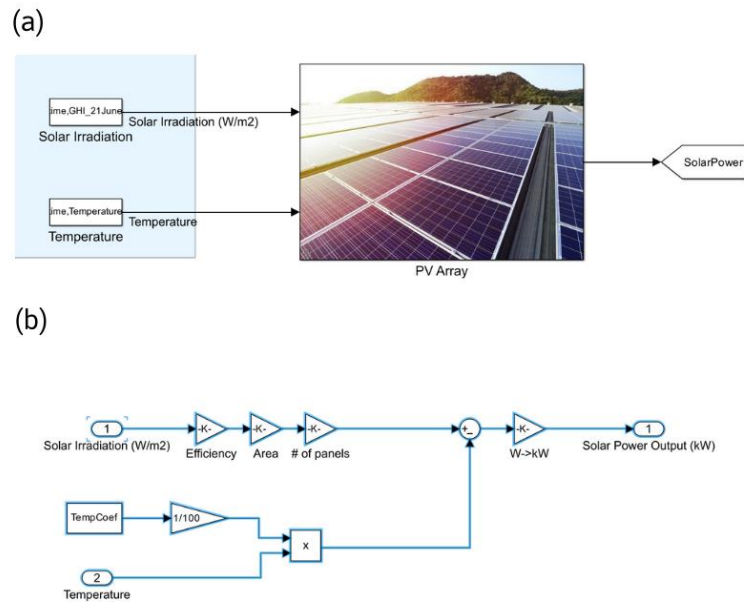 (a)
ime,GHI_21June
Solar Irradiation (W/m2)
Solar Irradiation
SolarPower
ime,Temperature
Temperature
Temperature
PV Array
(b)
1
-K-
-K-
-K-
+
-
-K-
1
Solar Irradiation (W/m2)
Efficiency
Area
# of panels
W->kW
Solar Power Output (kW)
TempCoef
1/100
x
2
Temperature